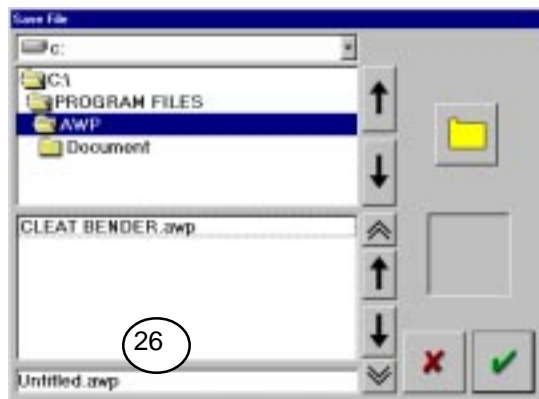 Save File
c:
C:\
PROGRAM FILES
AWP
Document
CLEAT BENDER.awp
26
Untitled.awp